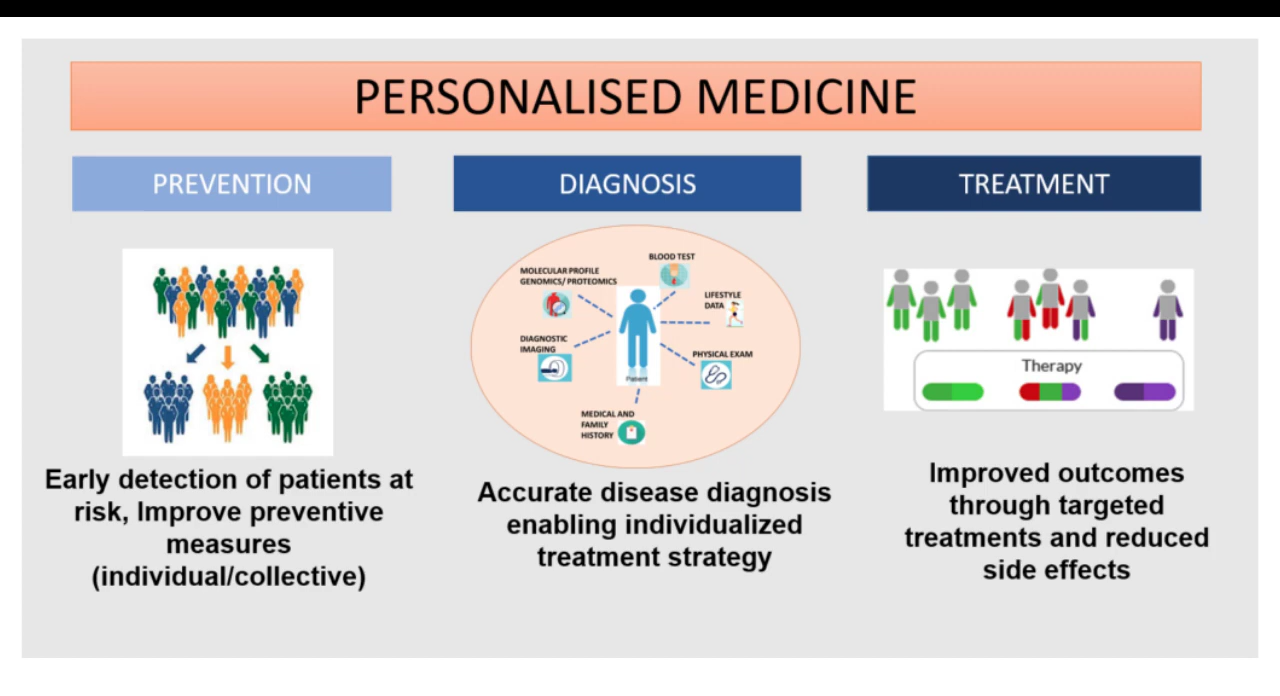 PERSONALISED MEDICINE
PREVENTION
Early detection of patients at
risk, Improve preventive
measures
(individual/collective)
DIAGNOSIS
BLOOD TEST
MOLECULAR PROFILE
GENOMICS/ PROTEOMICS
LIFESTYLE
DATA
DIAGNOSTIC
IMAGING
PHYSICAL EXAM
Patient
MEDICAL AND
FAMILY
HISTORY
Accurate disease diagnosis
enabling individualized
treatment strategy
TREATMENT
Therapy
Improved outcomes
through targeted
treatments and reduced
side effects